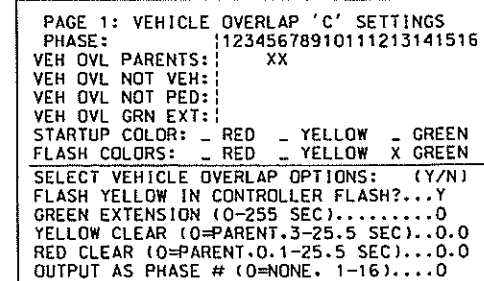 PAGE 1: VEHICLE OVERLAP 'C' SETTINGS
PHASE: |12345678910111213141516
VEH OVL PARENTS:| XX
VEH OVL NOT VEH:|
VEH OVL NOT PED:|
VEH OVL GRN EXT:|
STARTUP COLOR: _ RED _ YELLOW _ GREEN
FLASH COLORS: _ RED _ YELLOW X GREEN
SELECT VEHICLE OVERLAP OPTIONS: (Y/N)
FLASH YELLOW IN CONTROLLER FLASH?...Y
GREEN EXTENSION (0-255 SEC).........0
YELLOW CLEAR (0=PARENT.3-25.5 SEC)..0.0
RED CLEAR (0=PARENT.0.1-25.5 SEC)...0.0
OUTPUT AS PHASE # (0=NONE. 1-16)....0